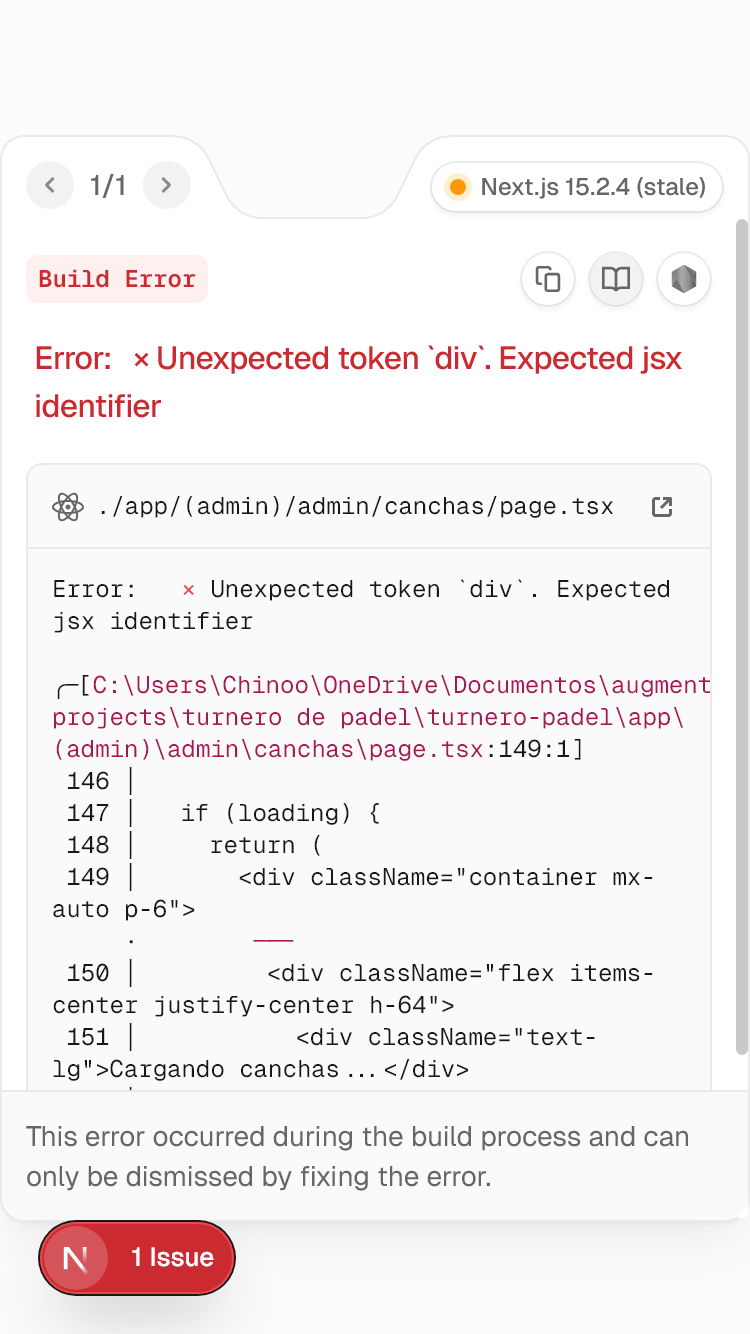 1/1
Next.js 15.2.4 (stale)
Build Error
Error:   × Unexpected token `div`. Expected jsx
identifier
./app/(admin)/admin/canchas/page.tsx
Error:   × Unexpected token `div`. Expected
jsx identifier
╭─[C:\Users\Chinoo\OneDrive\Documentos\augment
projects\turnero de padel\turnero-padel\app\
(admin)\admin\canchas\page.tsx:149:1]
146 │
147 │   if (loading) {
148 │     return (
149 │       <div className="container mx-
auto p-6">
·        ───
150 │         <div className="flex items-
center justify-center h-64">
151 │           <div className="text-
lg">Cargando canchas...</div>
This error occurred during the build process and can
only be dismissed by fixing the error.
N 1 Issue